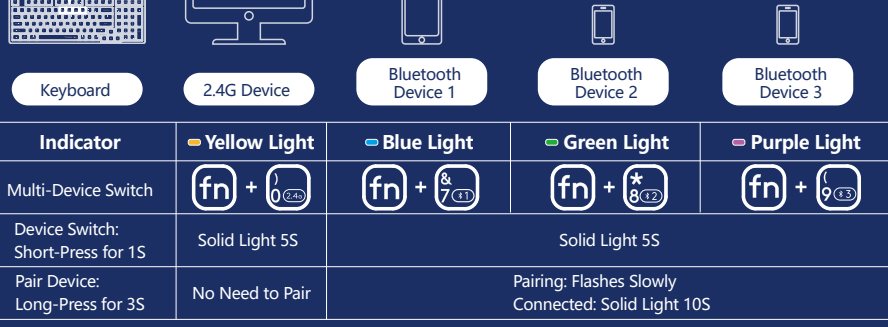 Keyboard
2.4G Device
Bluetooth
Device 1
Bluetooth
Device 2
Bluetooth
Device 3
Indicator
Yellow Light
Blue Light
Green Light
Purple Light
Multi-Device Switch
fn + ) 0 2.4G
fn + & 7 1
fn + * 8 2
fn + ( 9 3
Device Switch:
Short-Press for 1S
Solid Light 5S
Solid Light 5S
Pair Device:
Long-Press for 3S
No Need to Pair
Pairing: Flashes Slowly
Connected: Solid Light 10S